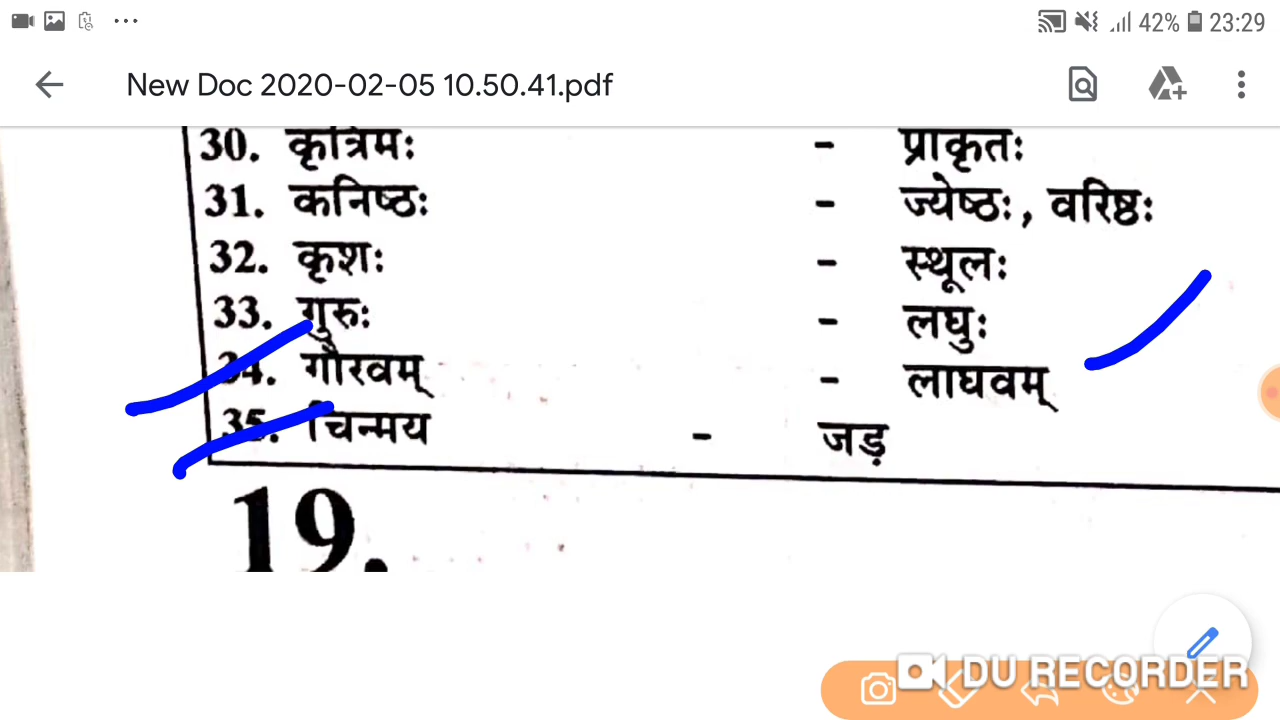 42% 23:29
New Doc 2020-02-05 10.50.41.pdf
30. कृत्रिमः - प्राकृतः
31. कनिष्ठः - ज्येष्ठः, वरिष्ठः
32. कृशः - स्थूलः
33. गुरुः - लघुः
34. गौरवम् - लाघवम्
35. चिन्मय - जड़
19.
DU RECORDER